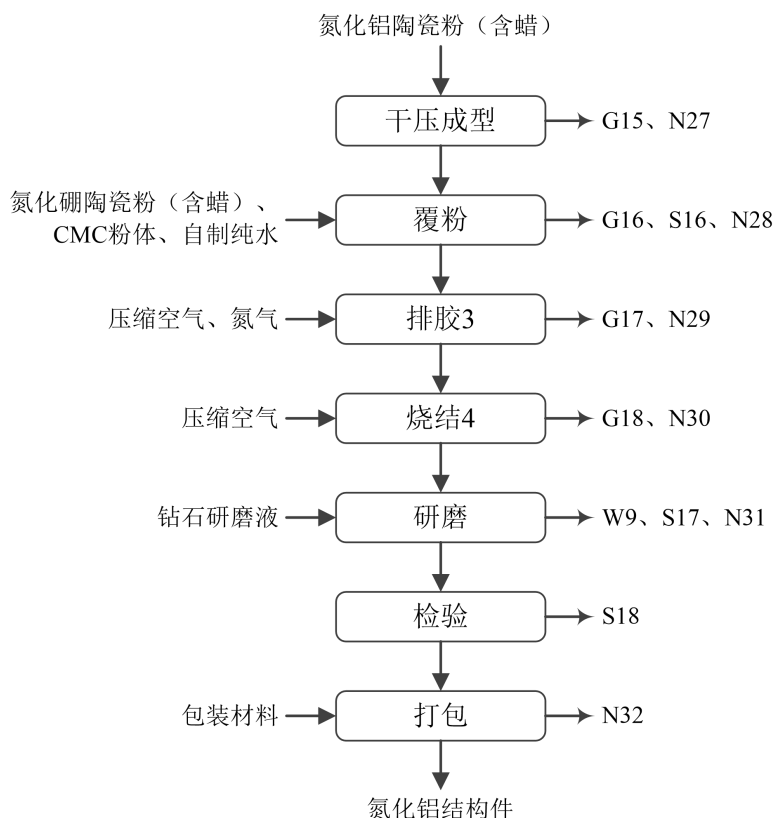 氮化铝陶瓷粉（含蜡）
干压成型
G15、N27
氮化硼陶瓷粉（含蜡）、
CMC粉体、自制纯水
覆粉
G16、S16、N28
压缩空气、氮气
排胶3
G17、N29
压缩空气
烧结4
G18、N30
钻石研磨液
研磨
W9、S17、N31
检验
S18
包装材料
打包
N32
氮化铝结构件